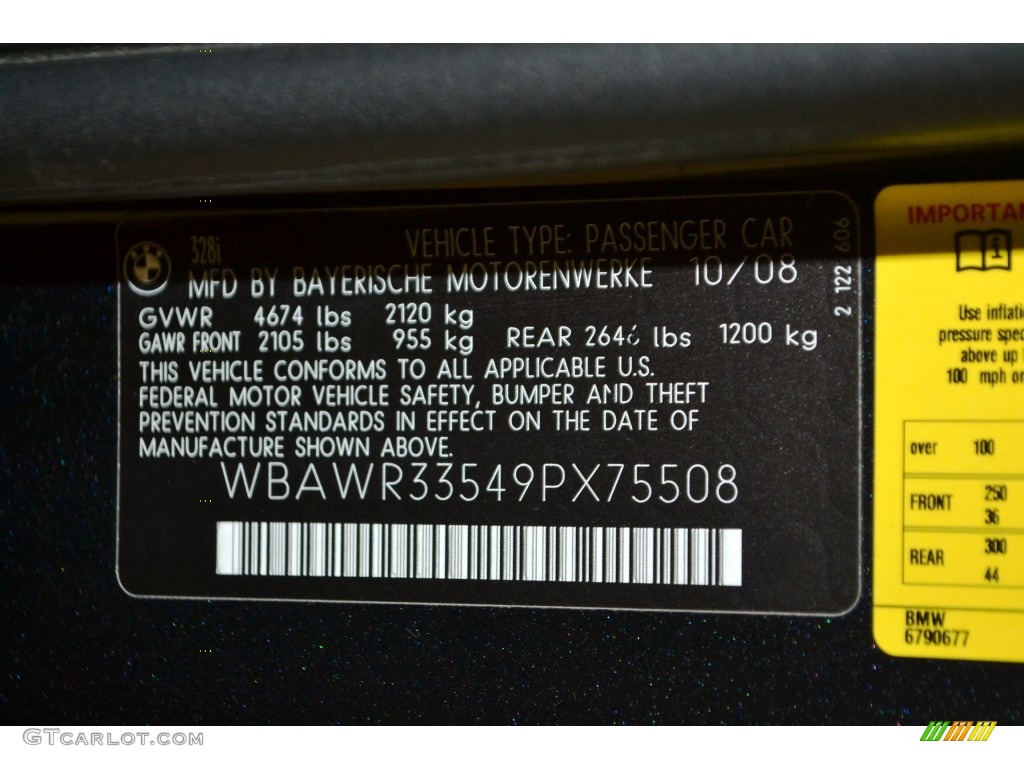 328i VEHICLE TYPE: PASSENGER CAR
MFD BY BAYERISCHE MOTORENWERKE 10/08
GVWR 4674 lbs 2120 kg
GAWR FRONT 2105 lbs 955 kg REAR 2646 lbs 1200 kg
THIS VEHICLE CONFORMS TO ALL APPLICABLE U.S.
FEDERAL MOTOR VEHICLE SAFETY, BUMPER AND THEFT
PREVENTION STANDARDS IN EFFECT ON THE DATE OF
MANUFACTURE SHOWN ABOVE.
WBAWR33549PX75508
2 122 606
IMPORTAN
Use inflati
pressure spec
above up
100 mph or
over 100
FRONT 250
36
REAR 300
44
BMW
6790677
GTCARLOT.COM